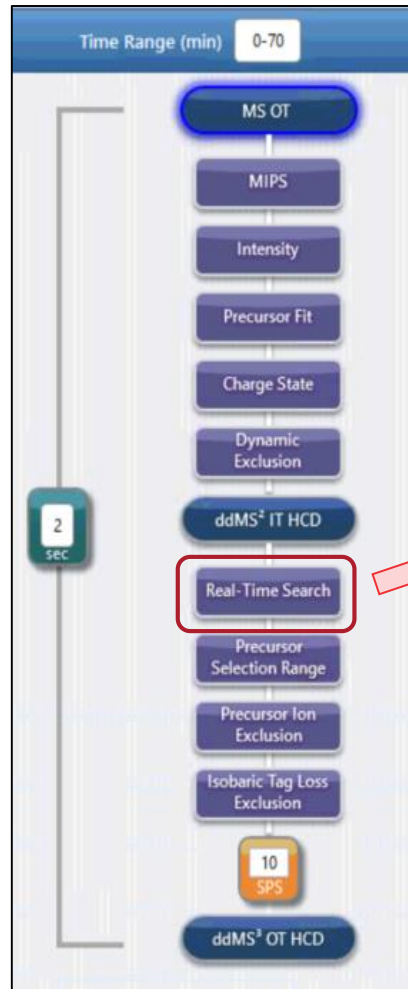 Time Range (min) 0-70
MS OT
MIPS
Intensity
Precursor Fit
Charge State
Dynamic
Exclusion
ddMS² IT HCD
2
sec
Real-Time Search
Precursor
Selection Range
Precursor Ion
Exclusion
Isobaric Tag Loss
Exclusion
10
SPS
ddMS³ OT HCD